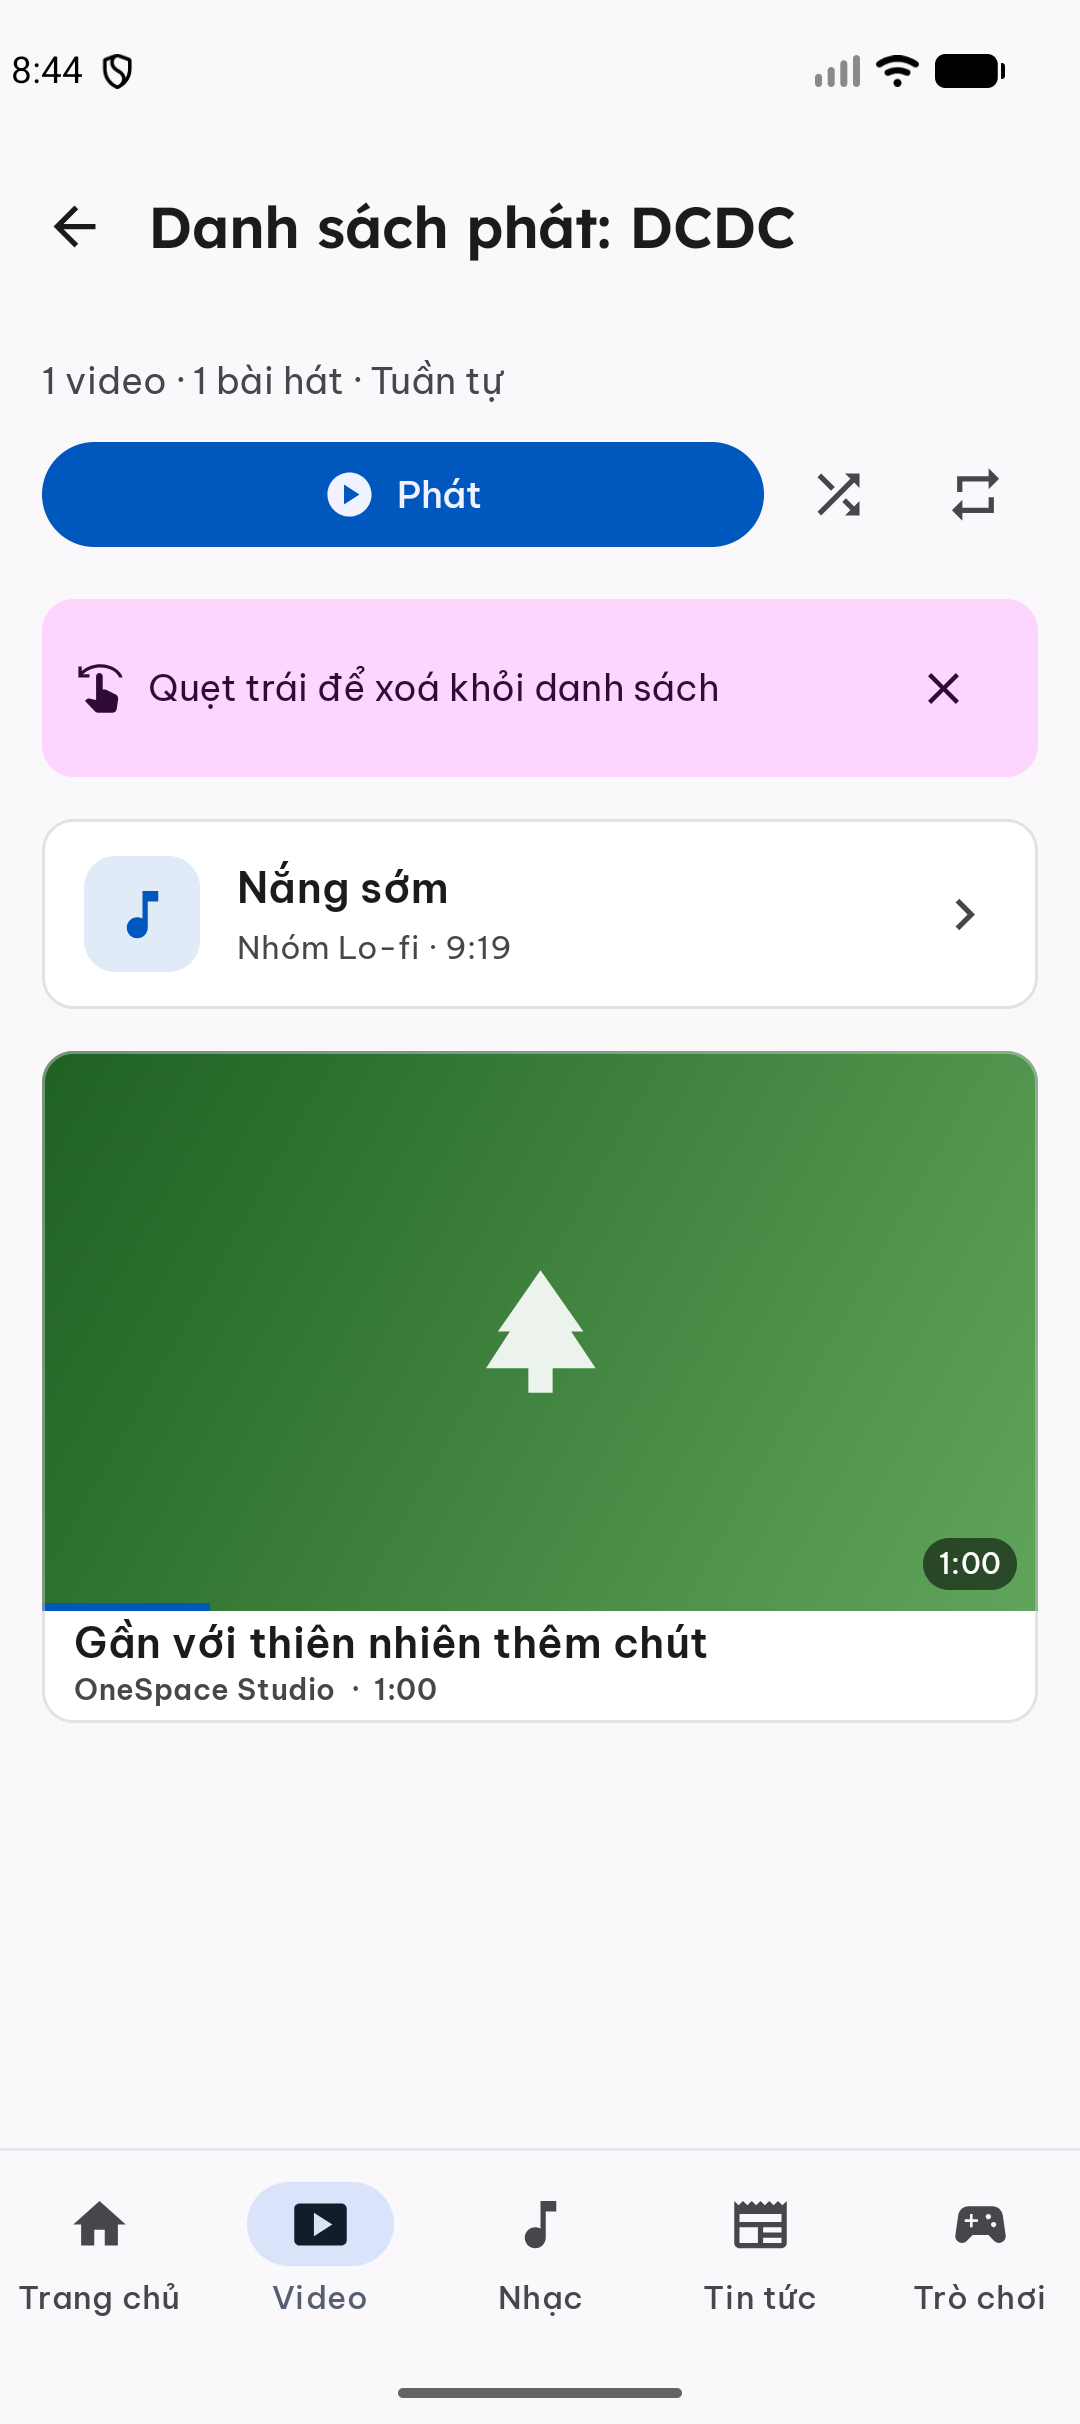 8:44
Danh sách phát: DCDC
1 video · 1 bài hát · Tuần tự
Phát
Quẹt trái để xoá khỏi danh sách
Nắng sớm
Nhóm Lo-fi · 9:19
1:00
Gần với thiên nhiên thêm chút
OneSpace Studio · 1:00
Trang chủ
Video
Nhạc
Tin tức
Trò chơi